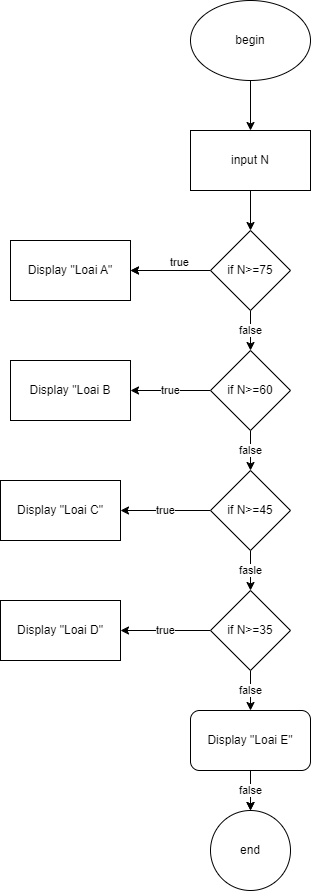 begin
input N
true
Display "Loai A"
if N>=75
false
Display "Loai B
true
if N>=60
false
Display "Loai C"
true
if N>=45
fasle
Display "Loai D"
true
if N>=35
false
Display "Loai E"
false
end